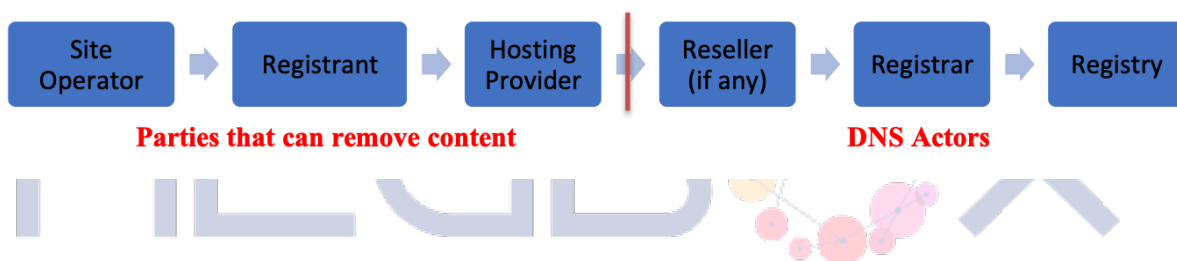 Site
Operator
Registrant
Hosting
Provider
Reseller
(if any)
Registrar
Registry
Parties that can remove content
DNS Actors